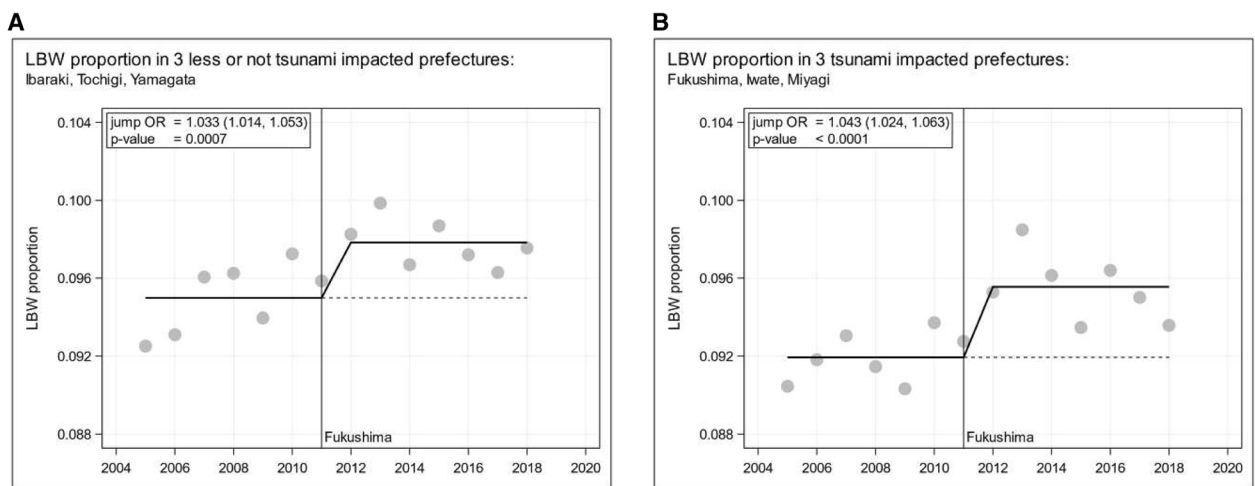 A
LBW proportion in 3 less or not tsunami impacted prefectures:
Ibaraki, Tochigi, Yamagata
jump OR = 1.033 (1.014, 1.053)
p-value = 0.0007
0.104
0.100
0.096
0.092
0.088
LBW proportion
Fukushima
2004 2006 2008 2010 2012 2014 2016 2018 2020
B
LBW proportion in 3 tsunami impacted prefectures:
Fukushima, Iwate, Miyagi
jump OR = 1.043 (1.024, 1.063)
p-value < 0.0001
0.104
0.100
0.096
0.092
0.088
LBW proportion
Fukushima
2004 2006 2008 2010 2012 2014 2016 2018 2020